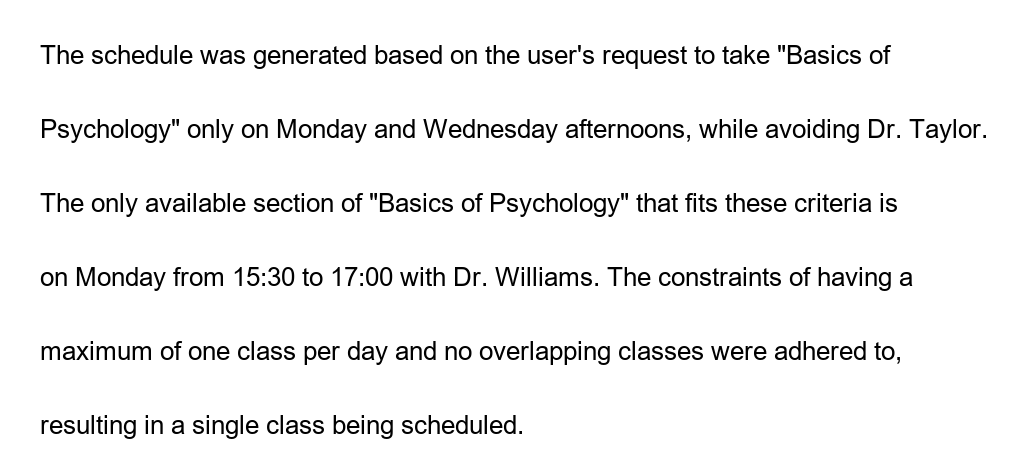 The schedule was generated based on the user's request to take "Basics of
Psychology" only on Monday and Wednesday afternoons, while avoiding Dr. Taylor.
The only available section of "Basics of Psychology" that fits these criteria is
on Monday from 15:30 to 17:00 with Dr. Williams. The constraints of having a
maximum of one class per day and no overlapping classes were adhered to,
resulting in a single class being scheduled.